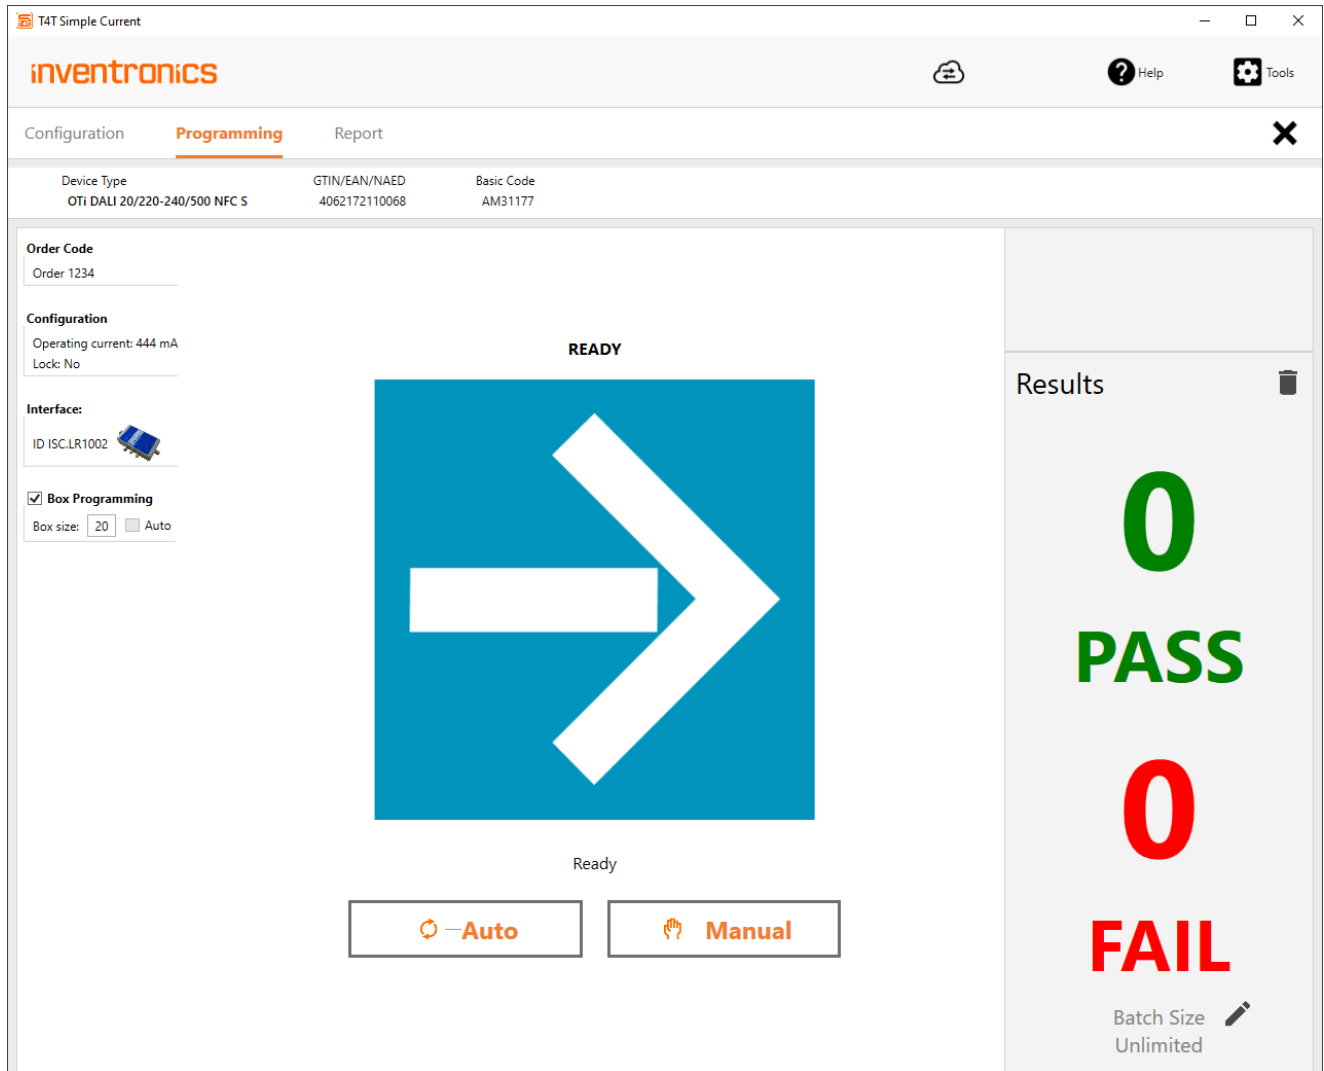 T4T Simple Current
inventronics
Help
Tools
Configuration Programming Report
Device Type GTIN/EAN/NAED Basic Code
OTi DALI 20/220-240/500 NFC S 4062172110068 AM31177
Order Code
Order 1234
Configuration
Operating current: 444 mA
Lock: No
Interface:
ID ISC.LR1002
Box Programming
Box size: 20 Auto
READY
Ready
Auto
Manual
Results
0
PASS
0
FAIL
Batch Size
Unlimited